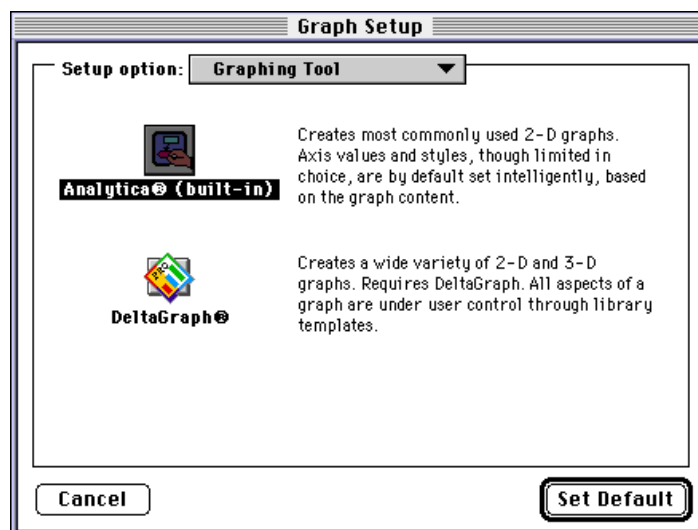 Graph Setup
Setup option: Graphing Tool
Analytica® (built-in)
Creates most commonly used 2-D graphs.
Axis values and styles, though limited in
choice, are by default set intelligently, based
on the graph content.
PRO
DeltaGraph®
Creates a wide variety of 2-D and 3-D
graphs. Requires DeltaGraph. All aspects of a
graph are under user control through library
templates.
Cancel
Set Default